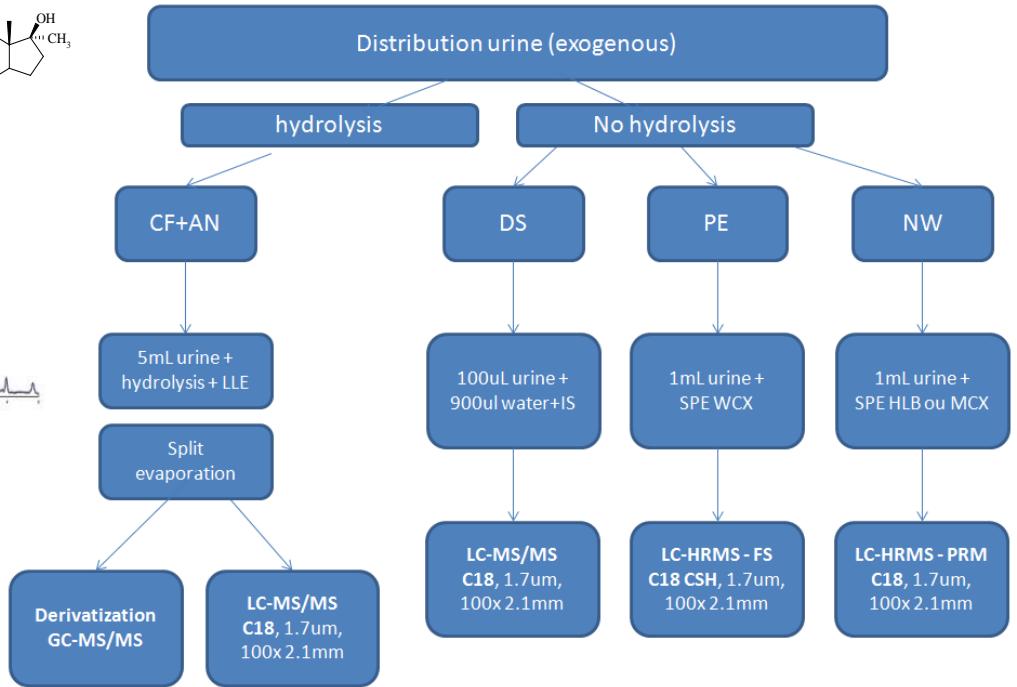 OH
CH3
Distribution urine (exogenous)
hydrolysis
No hydrolysis
CF+AN
DS
PE
NW
5mL urine +
hydrolysis + LLE
100uL urine +
900ul water+IS
1mL urine +
SPE WCX
1mL urine +
SPE HLB ou MCX
Split
evaporation
Derivatization
GC-MS/MS
LC-MS/MS
C18, 1.7um,
100x 2.1mm
LC-MS/MS
C18, 1.7um,
100x 2.1mm
LC-HRMS - FS
C18 CSH, 1.7um,
100x 2.1mm
LC-HRMS - PRM
C18, 1.7um,
100x 2.1mm